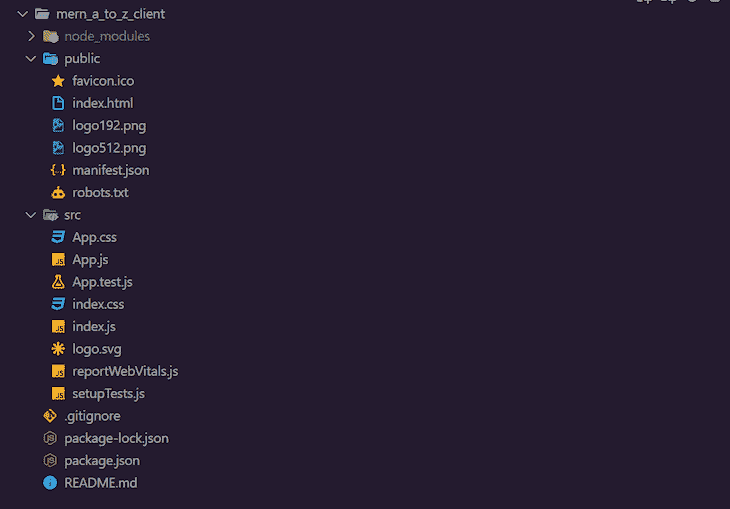 mern_a_to_z_client
node_modules
public
favicon.ico
index.html
logo192.png
logo512.png
manifest.json
robots.txt
src
App.css
App.js
App.test.js
index.css
index.js
logo.svg
reportWebVitals.js
setupTests.js
.gitignore
package-lock.json
package.json
README.md